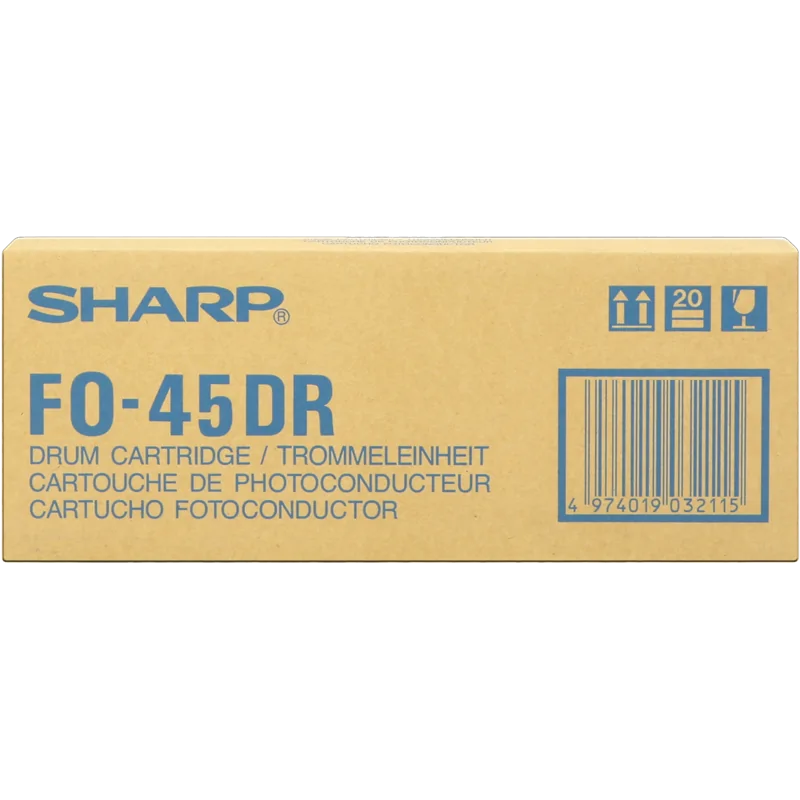 SHARP®
20
FO-45DR
DRUM CARTRIDGE / TROMMELEINHEIT
CARTOUCHE DE PHOTOCONDUCTEUR
CARTUCHO FOTOCONDUCTOR
4 974019 032115